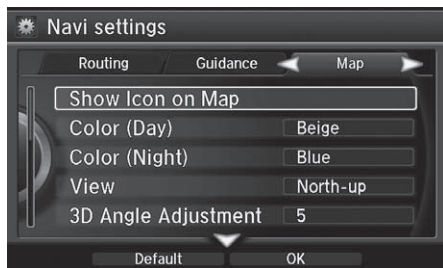 Navi settings
Routing Guidance Map
Show Icon on Map
Color (Day) Beige
Color (Night) Blue
View North-up
3D Angle Adjustment 5
Default OK